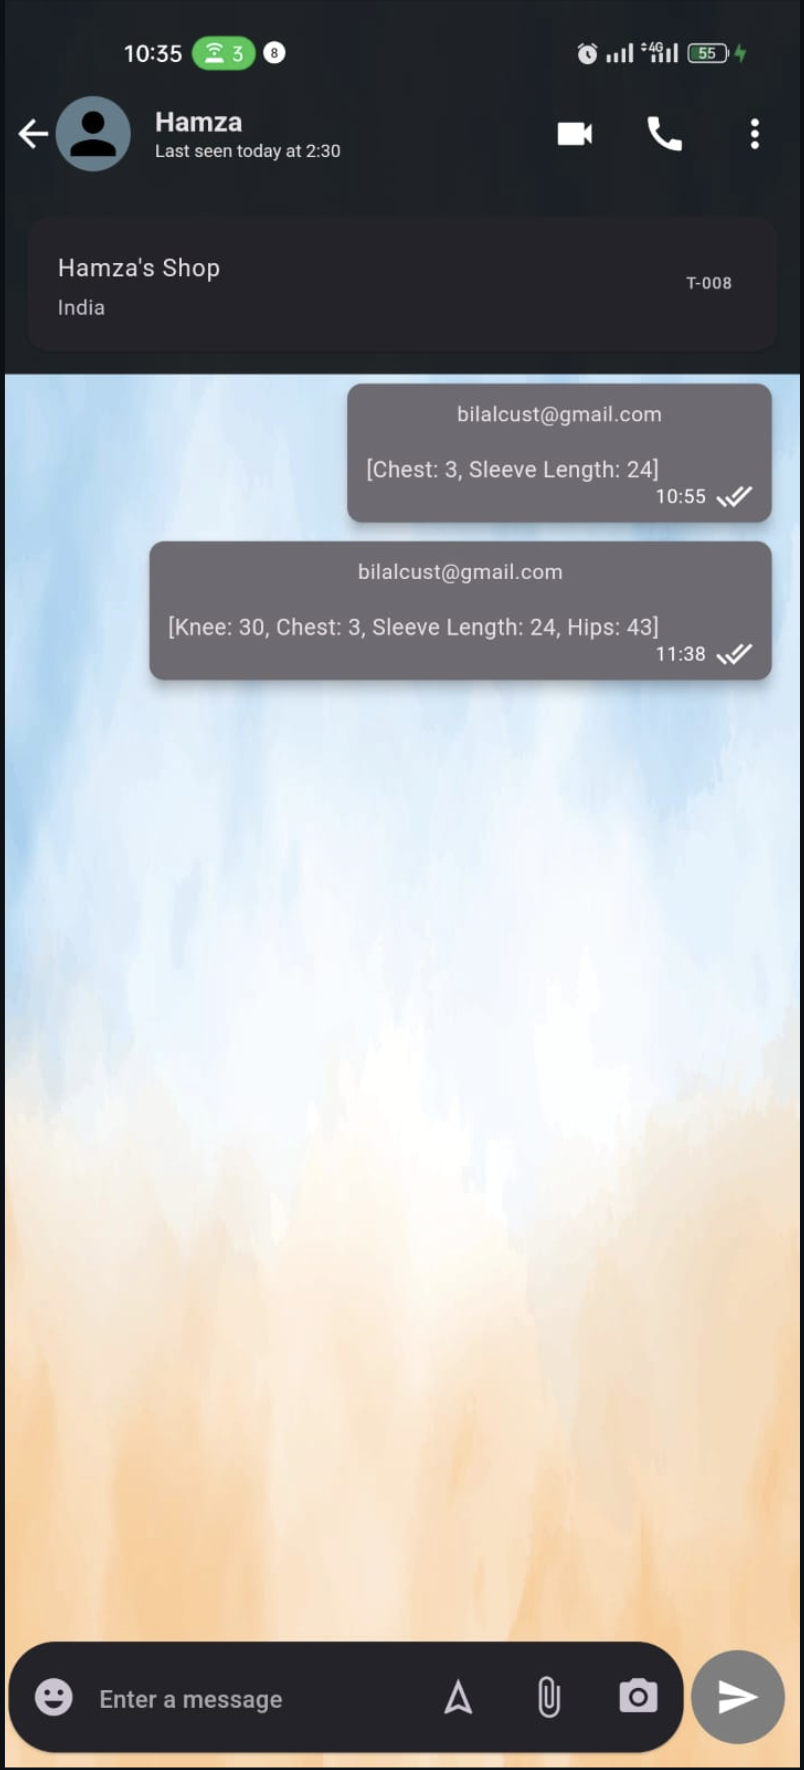 10:35 3 8 4G 55
Hamza
Last seen today at 2:30
Hamza's Shop
India
T-008
bilalcust@gmail.com
[Chest: 3, Sleeve Length: 24]
10:55
bilalcust@gmail.com
[Knee: 30, Chest: 3, Sleeve Length: 24, Hips: 43]
11:38
Enter a message